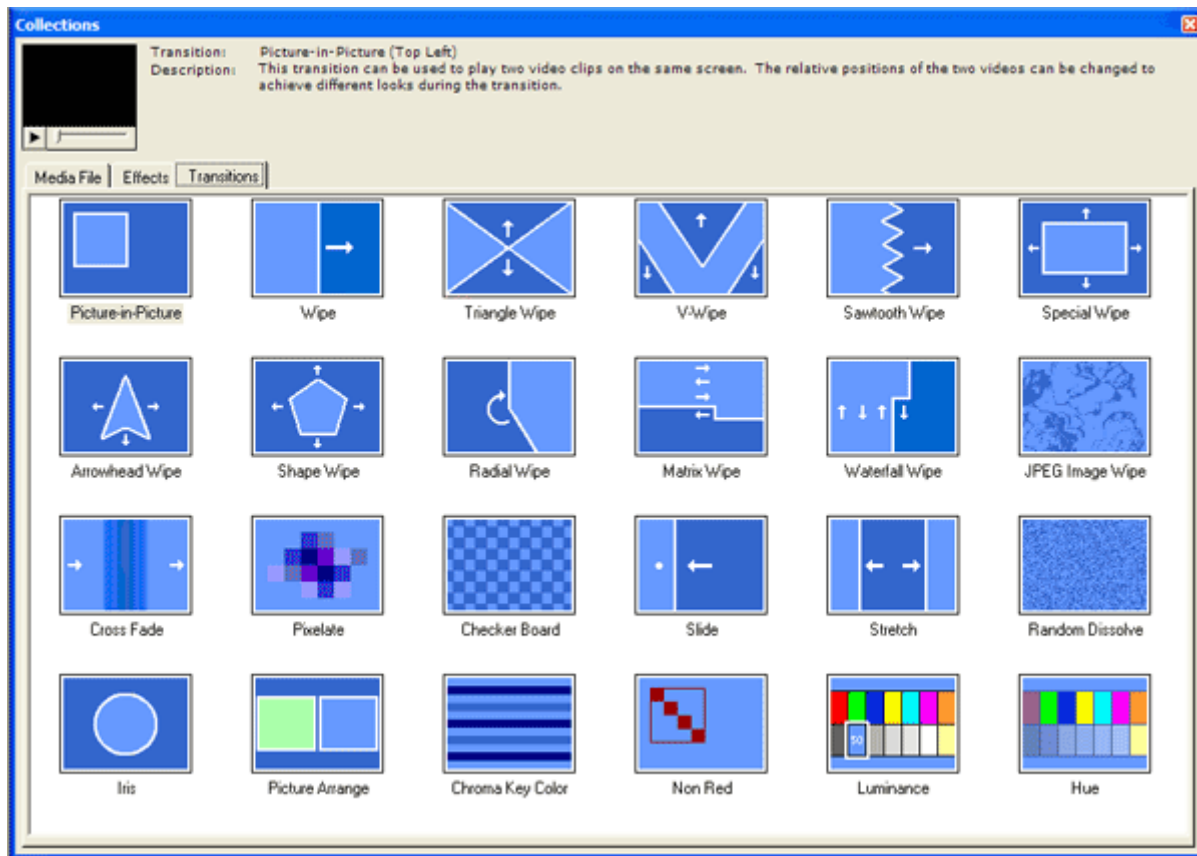 Collections
Transition: Picture-in-Picture (Top Left)
Description: This transition can be used to play two video clips on the same screen. The relative positions of the two videos can be changed to
achieve different looks during the transition.
Media File Effects Transitions
Picture-in-Picture Wipe Triangle Wipe V-Wipe Sawtooth Wipe Special Wipe
Arrowhead Wipe Shape Wipe Radial Wipe Matrix Wipe Waterfall Wipe JPEG Image Wipe
Cross Fade Pixelate Checker Board Slide Stretch Random Dissolve
50
Iris Picture Arrange Chroma Key Color Non Red Luminance Hue